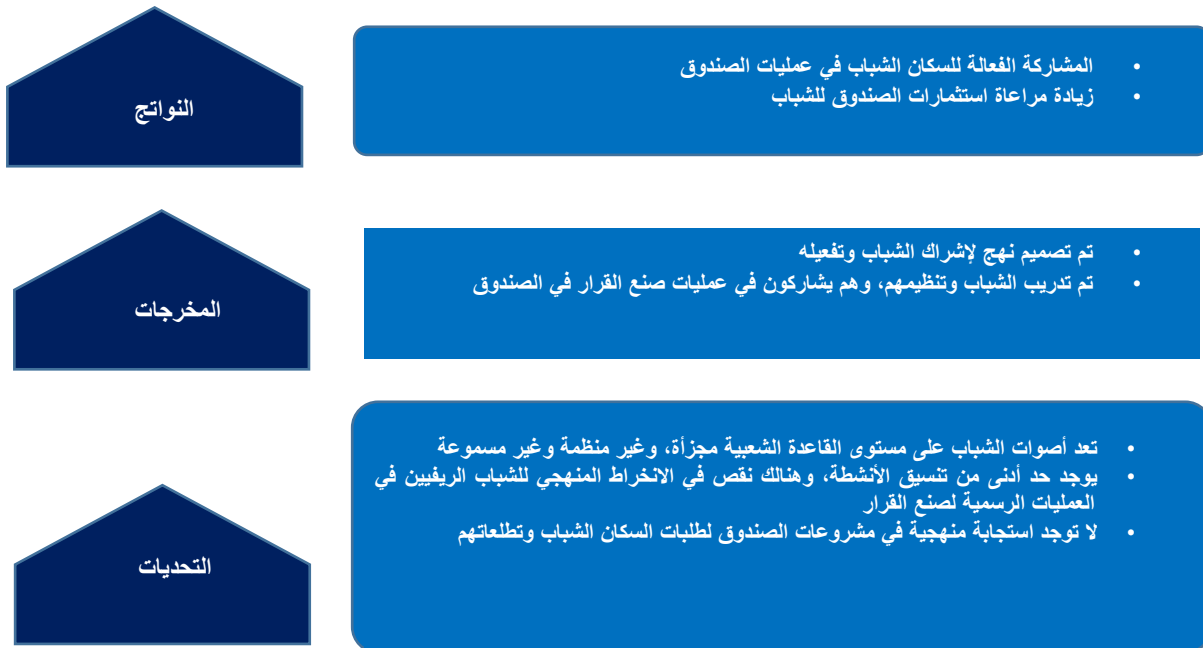 النواتج
• المشاركة الفعالة للسكان الشباب في عمليات الصندوق
• زيادة مراعاة استثمارات الصندوق للشباب
المخرجات
• تم تصميم نهج لإشراك الشباب وتفعيله
• تم تدريب الشباب وتنظيمهم، وهم يشاركون في عمليات صنع القرار في الصندوق
التحديات
• تعد أصوات الشباب على مستوى القاعدة الشعبية مجزأة، وغير منظمة وغير مسموعة
• يوجد حد أدنى من تنسيق الأنشطة، وهنالك نقص في الانخراط المنهجي للشباب الريفيين في
العمليات الرسمية لصنع القرار
• لا توجد استجابة منهجية في مشروعات الصندوق لطلبات السكان الشباب وتطلعاتهم